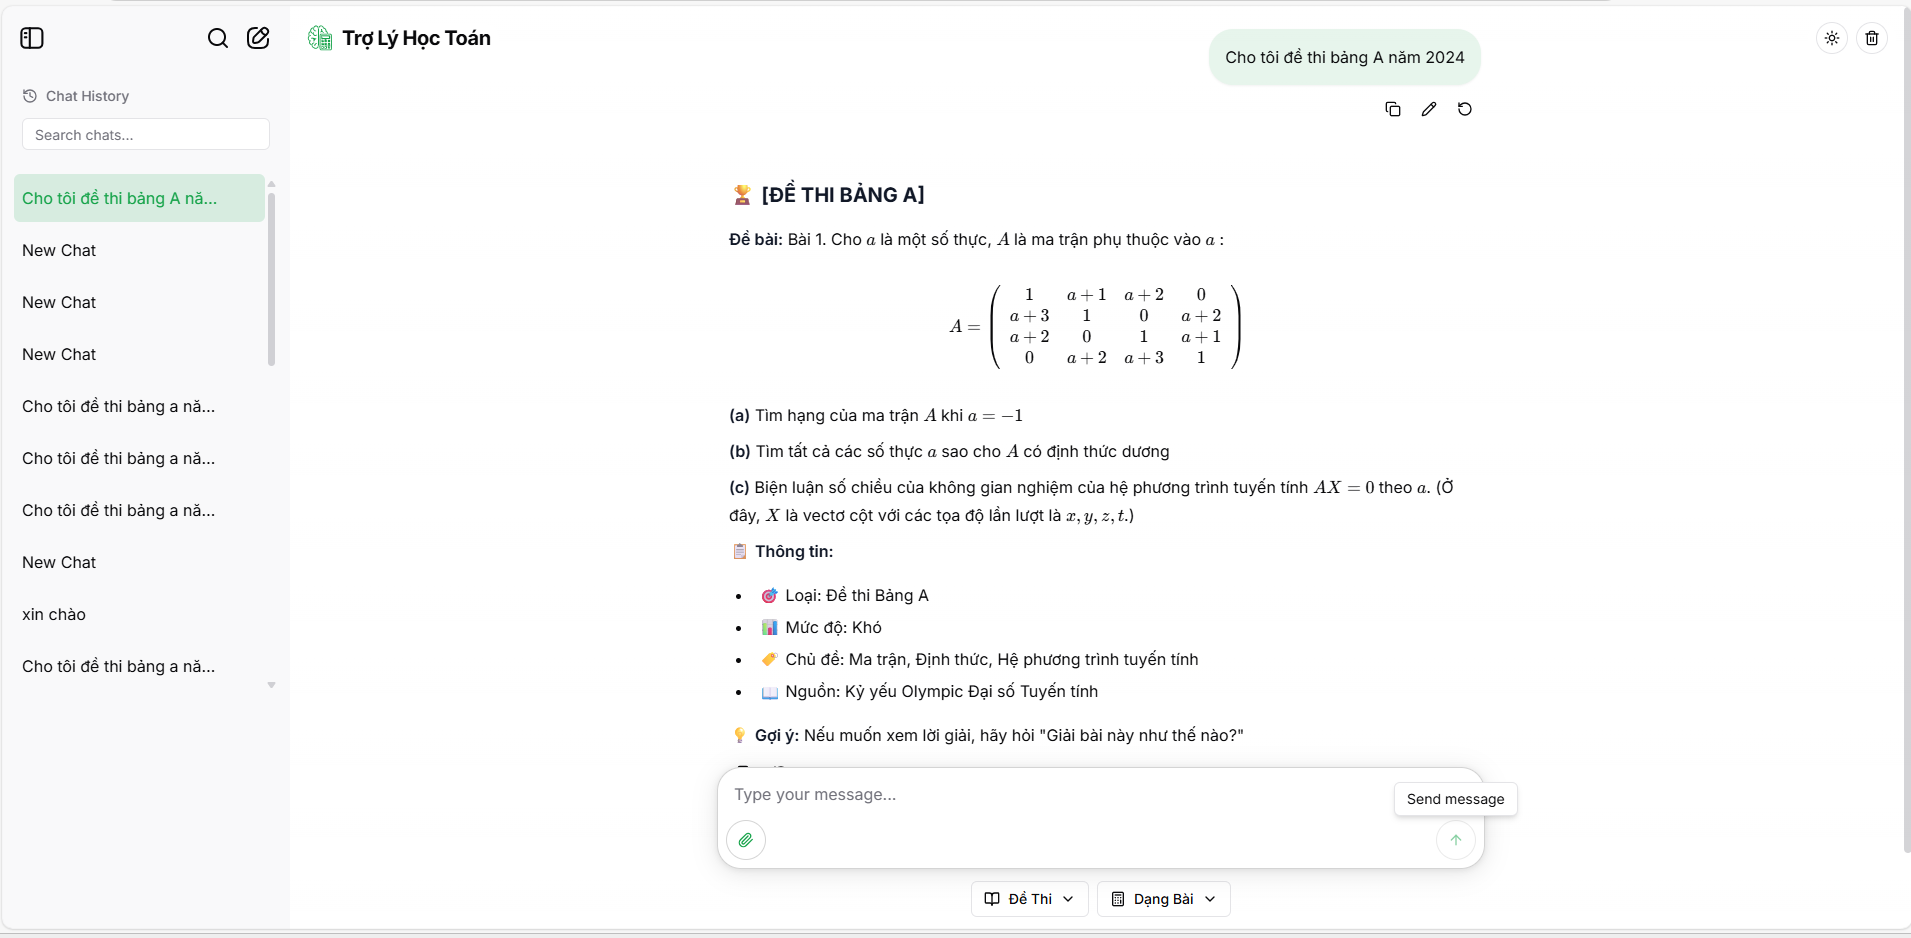 Trợ Lý Học Toán
Chat History
Search chats...
Cho tôi đề thi bảng A nă...
New Chat
New Chat
New Chat
Cho tôi đề thi bảng a nă...
Cho tôi đề thi bảng a nă...
Cho tôi đề thi bảng a nă...
New Chat
xin chào
Cho tôi đề thi bảng a nă...
Cho tôi đề thi bảng A năm 2024
🏆 [ĐỀ THI BẢNG A]
Đề bài: Bài 1. Cho a là một số thực, A là ma trận phụ thuộc vào a :
1 a + 1 a + 2 0
a + 3 1 0 a + 2
A =
a + 2 0 1 a + 1
0 a + 2 a + 3 1
(a) Tìm hạng của ma trận A khi a = −1
(b) Tìm tất cả các số thực a sao cho A có định thức dương
(c) Biện luận số chiều của không gian nghiệm của hệ phương trình tuyến tính AX = 0 theo a. (Ở
đây, X là vectơ cột với các tọa độ lần lượt là x, y, z, t.)
📋 Thông tin:
• 🎯 Loại: Đề thi Bảng A
• 📊 Mức độ: Khó
• 🏷️ Chủ đề: Ma trận, Định thức, Hệ phương trình tuyến tính
• 📖 Nguồn: Kỷ yếu Olympic Đại số Tuyến tính
💡 Gợi ý: Nếu muốn xem lời giải, hãy hỏi "Giải bài này như thế nào?"
Type your message...
Send message
Đề Thi
Dạng Bài